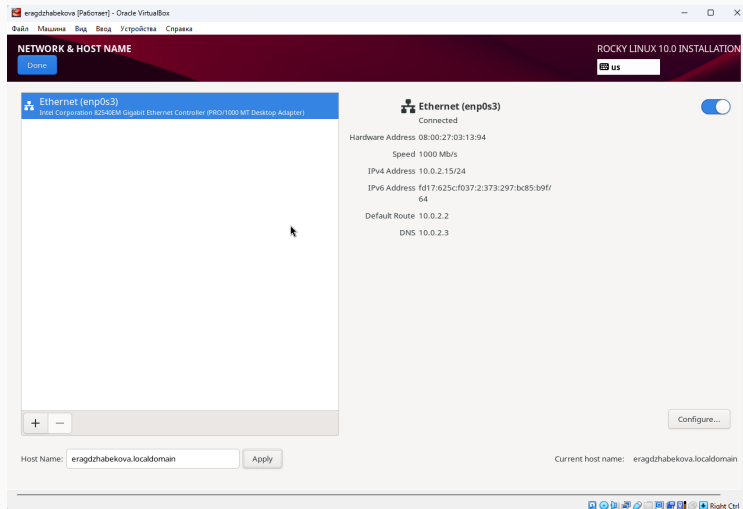 eragdzhabekova [Работает] - Oracle VirtualBox
Файл Машина Вид Ввод Устройства Справка
NETWORK & HOST NAME
ROCKY LINUX 10.0 INSTALLATION
Done
us
Ethernet (enp0s3)
Intel Corporation 82540EM Gigabit Ethernet Controller (PRO/1000 MT Desktop Adapter)
Ethernet (enp0s3)
Connected
Hardware Address 08:00:27:03:13:94
Speed 1000 Mb/s
IPv4 Address 10.0.2.15/24
IPv6 Address fd17:625c:f037:2:373:297:bc85:b9f/
64
Default Route 10.0.2.2
DNS 10.0.2.3
+ −
Configure...
Host Name: eragdzhabekova.localdomain Apply Current host name: eragdzhabekova.localdomain
Right Ctrl